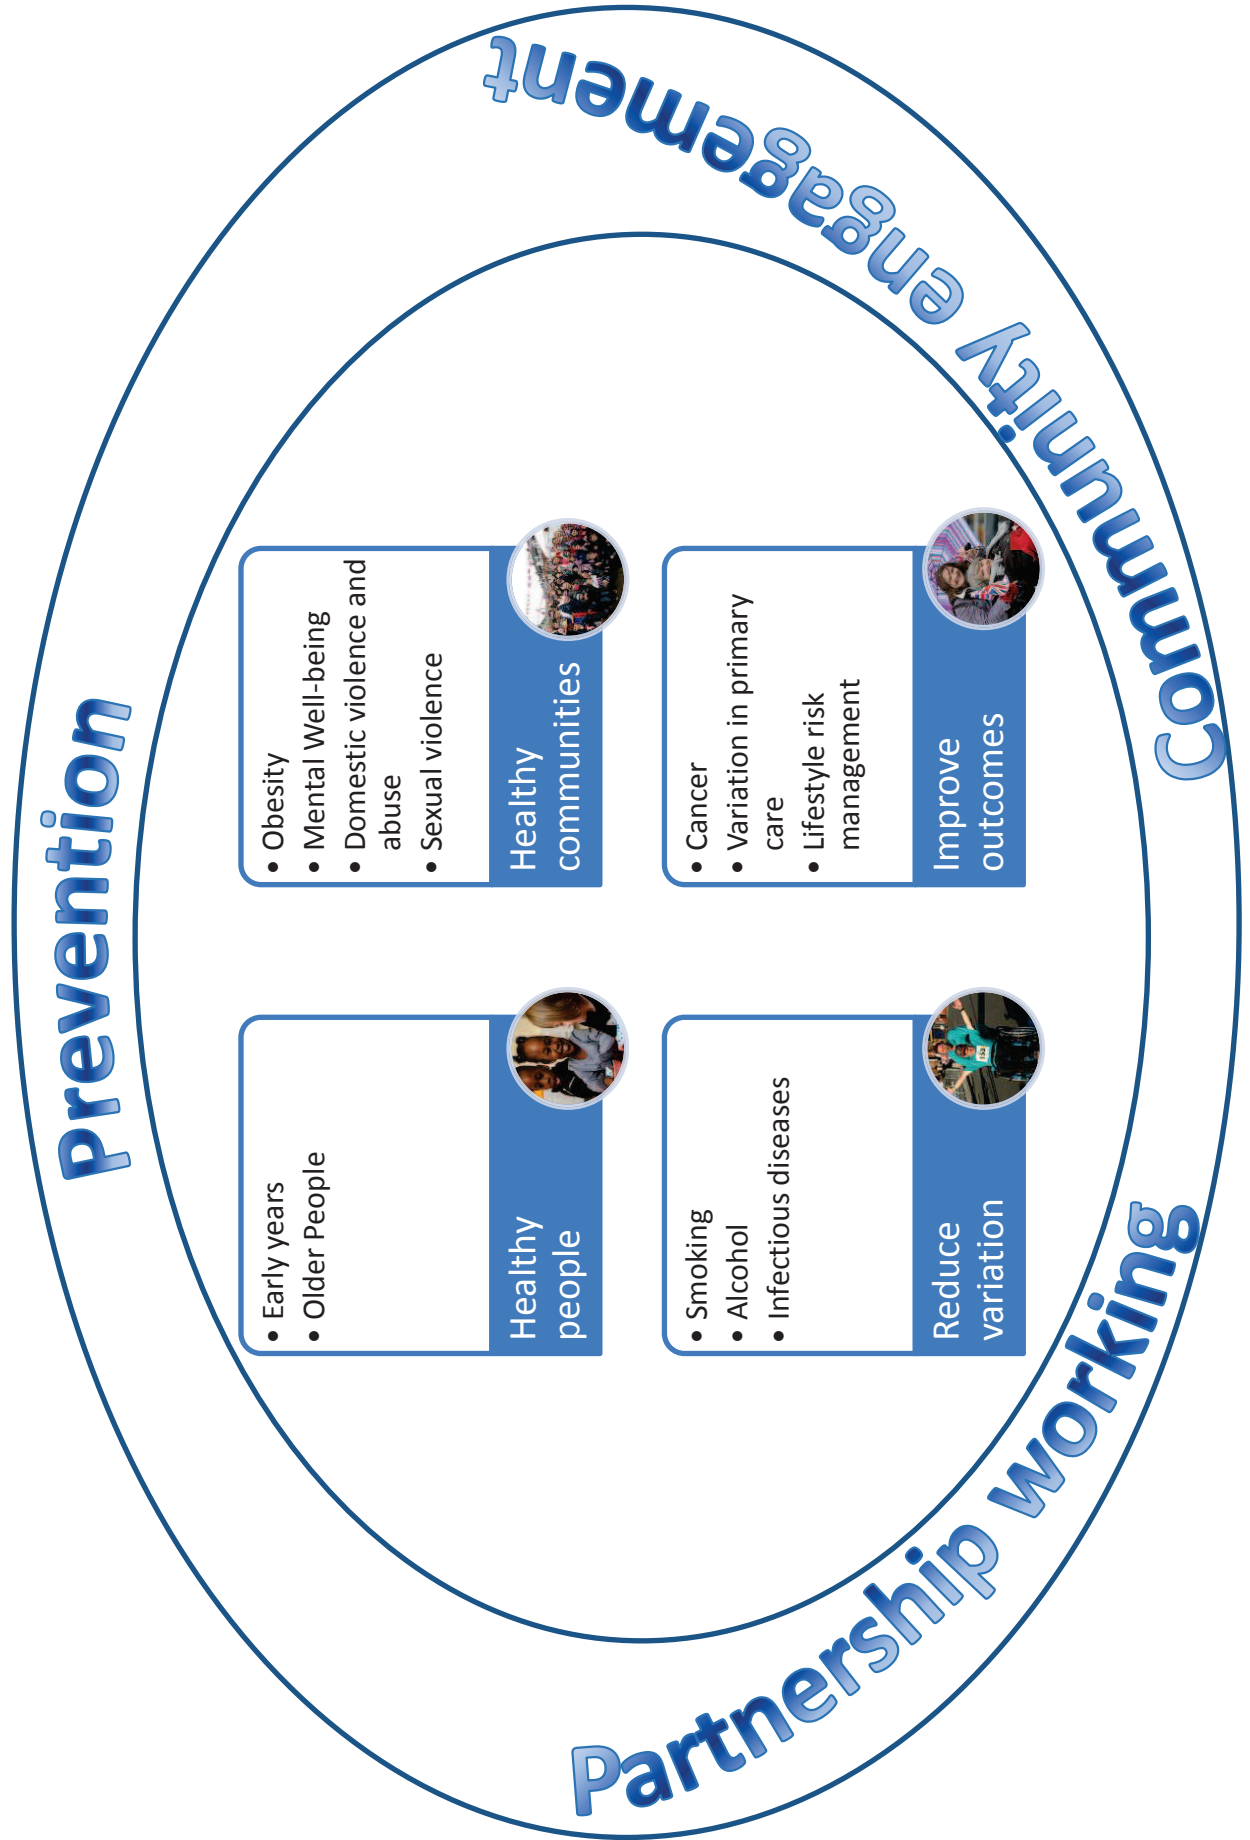 Prevention
• Early years
• Older People
Healthy
people
• Obesity
• Mental Well-being
• Domestic violence and
abuse
• Sexual violence
Healthy
communities
• Smoking
• Alcohol
• Infectious diseases
Reduce
variation
• Cancer
• Variation in primary
care
• Lifestyle risk
management
Improve
outcomes
Partnership working
Community engagement